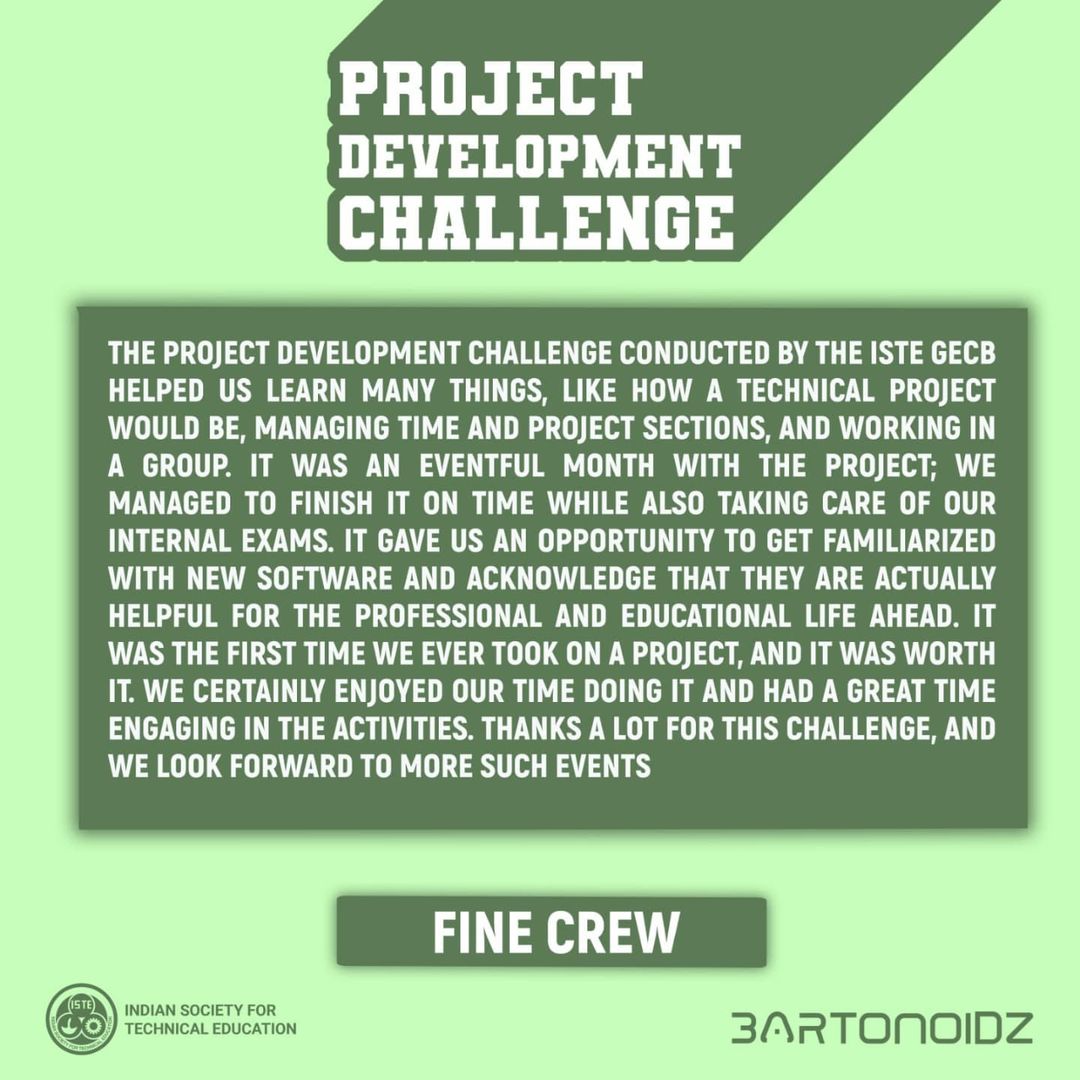 PROJECT
DEVELOPMENT
CHALLENGE
THE PROJECT DEVELOPMENT CHALLENGE CONDUCTED BY THE ISTE GECB
HELPED US LEARN MANY THINGS, LIKE HOW A TECHNICAL PROJECT
WOULD BE, MANAGING TIME AND PROJECT SECTIONS, AND WORKING IN
A GROUP. IT WAS AN EVENTFUL MONTH WITH THE PROJECT; WE
MANAGED TO FINISH IT ON TIME WHILE ALSO TAKING CARE OF OUR
INTERNAL EXAMS. IT GAVE US AN OPPORTUNITY TO GET FAMILIARIZED
WITH NEW SOFTWARE AND ACKNOWLEDGE THAT THEY ARE ACTUALLY
HELPFUL FOR THE PROFESSIONAL AND EDUCATIONAL LIFE AHEAD. IT
WAS THE FIRST TIME WE EVER TOOK ON A PROJECT, AND IT WAS WORTH
IT. WE CERTAINLY ENJOYED OUR TIME DOING IT AND HAD A GREAT TIME
ENGAGING IN THE ACTIVITIES. THANKS A LOT FOR THIS CHALLENGE, AND
WE LOOK FORWARD TO MORE SUCH EVENTS
FINE CREW
ISTE
INDIAN SOCIETY FOR
TECHNICAL EDUCATION
BARTONOIDZ